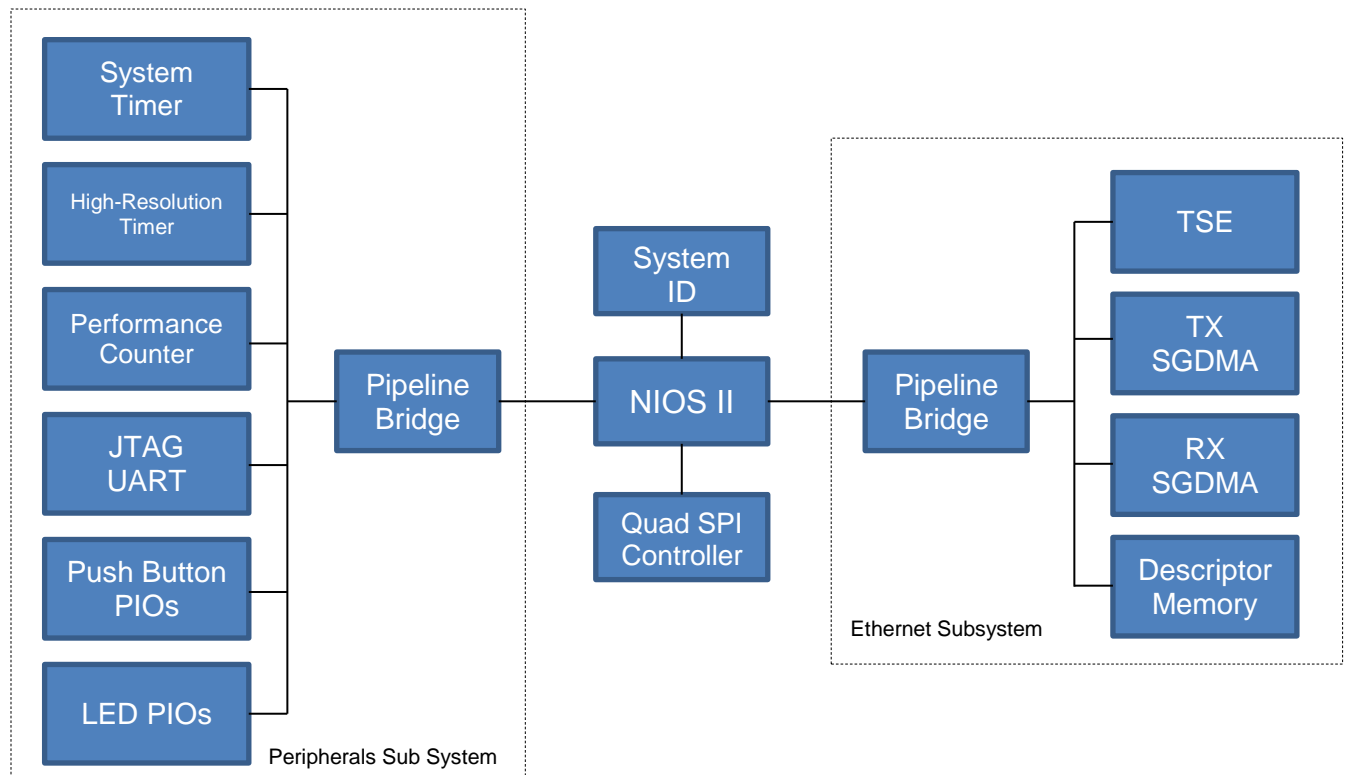 System
Timer
High-Resolution
Timer
Performance
Counter
JTAG
UART
Push Button
PIOs
LED PIOs
Pipeline
Bridge
Peripherals Sub System
System
ID
NIOS II
Quad SPI
Controller
Pipeline
Bridge
TSE
TX
SGDMA
RX
SGDMA
Descriptor
Memory
Ethernet Subsystem